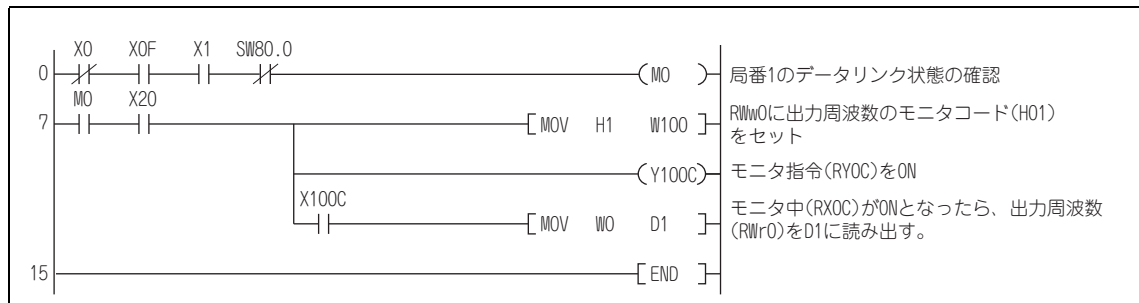 X0 X0F X1 SW80.0
0 M0 局番1のデータリンク状態の確認
M0 X20
7 MOV H1 W100 RWw0に出力周波数のモニタコード(H01)
をセット
Y100C モニタ指令(RY0C)をON
X100C
MOV W0 D1 モニタ中(RX0C)がONとなったら、出力周波数
(RWr0)をD1に読み出す。
15 END